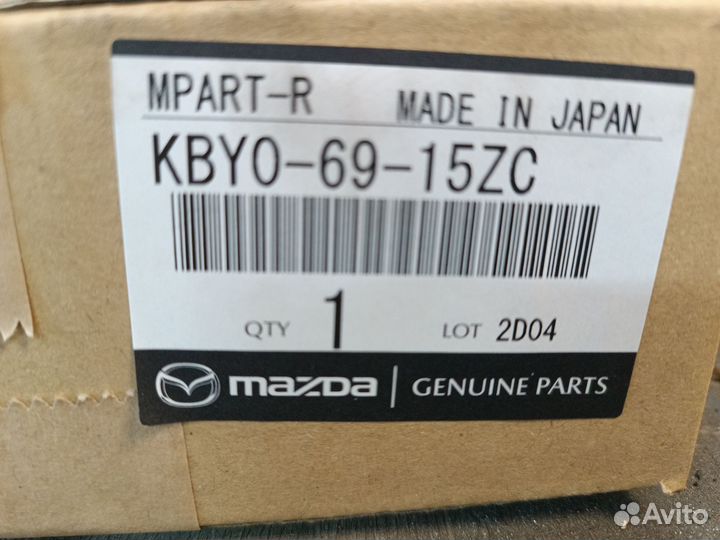 MPART-R MADE IN JAPAN
KBY0-69-15ZC
QTY 1 LOT 2D04
mazda | GENUINE PARTS
Avito